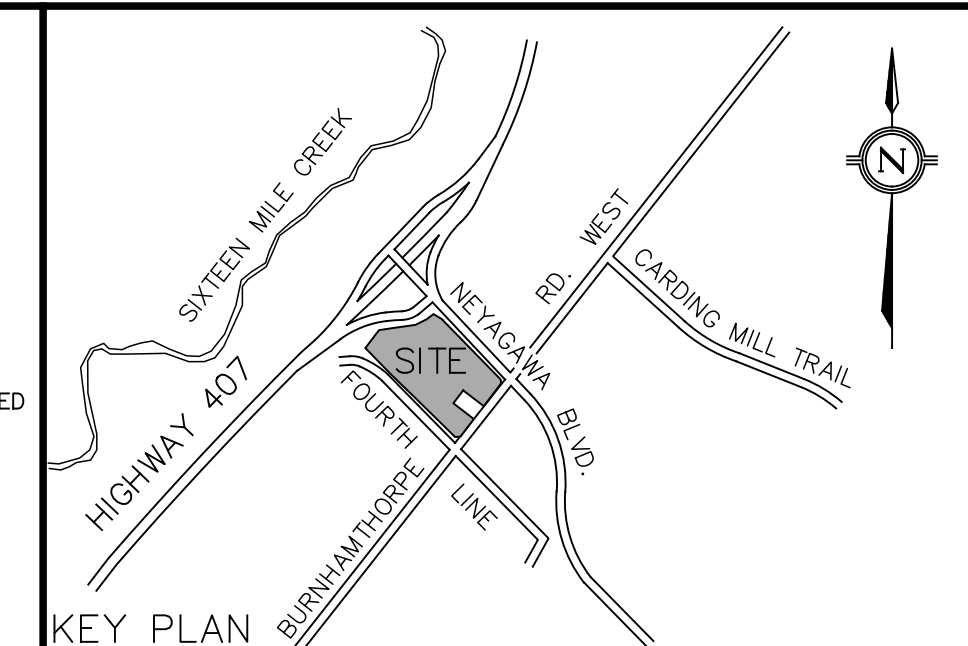 SIXTEEN MILE CREEK
N
RD. WEST
CARDING MILL TRAIL
NEYAGAWA
BLVD.
SITE
HIGHWAY 407
FOURTH
LINE
BURNHAMTHORPE
ED
KEY PLAN